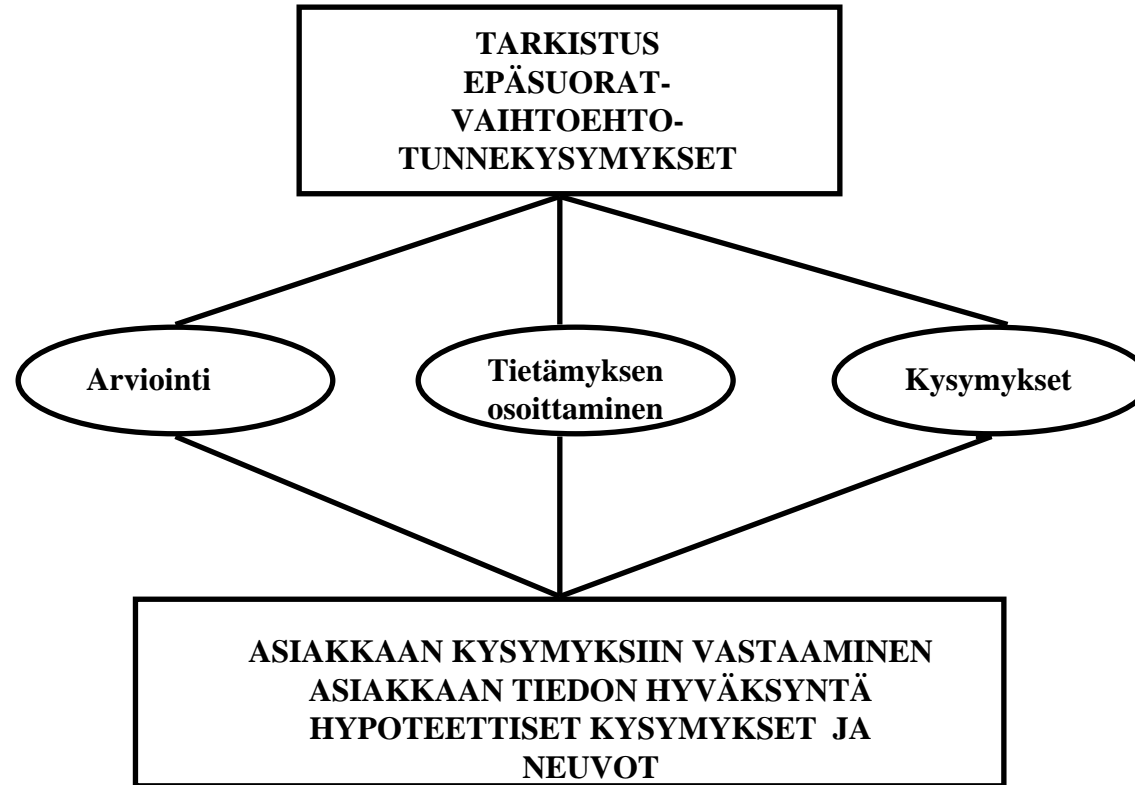 TARKISTUS
EPÄSUORAT-
VAIHTOEHTO-
TUNNEKYSYMYKSET
Arviointi
Tietämyksen
osoittaminen
Kysymykset
ASIAKKAAN KYSYMYKSIIN VASTAAMINEN
ASIAKKAAN TIEDON HYVÄKSYNTÄ
HYPOTEETTISET KYSYMYKSET JA
NEUVOT